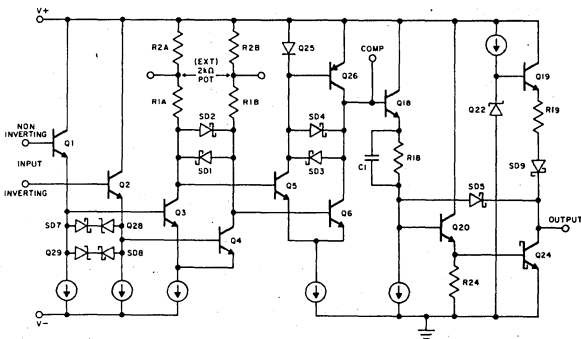 V+
R2A
R2B
(EXT)
2kΩ
POT
R1A
R1B
Q25
Q26
COMP
Q18
Q19
Q22
R19
SD9
NON
INVERTING
Q1
INPUT
INVERTING
Q2
SD2
SD1
SD4
SD3
C1
R18
SD5
SD7
Q28
Q29
SD8
Q3
Q4
Q5
Q6
Q20
R24
OUTPUT
Q24
V-